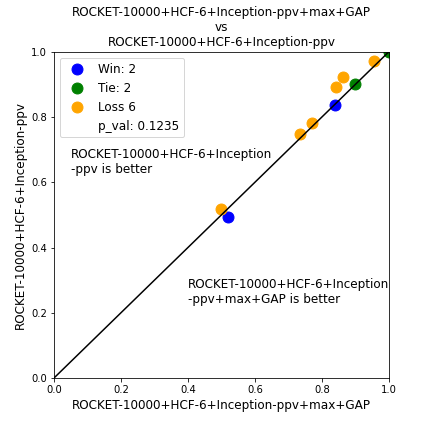 ROCKET-10000+HCF-6+Inception-ppv+max+GAP
vs
ROCKET-10000+HCF-6+Inception-ppv
1.0
0.8
0.6
0.4
0.2
0.0
ROCKET-10000+HCF-6+Inception-ppv
Win: 2
Tie: 2
Loss 6
p_val: 0.1235
ROCKET-10000+HCF-6+Inception
-ppv is better
ROCKET-10000+HCF-6+Inception
-ppv+max+GAP is better
0.0 0.2 0.4 0.6 0.8 1.0
ROCKET-10000+HCF-6+Inception-ppv+max+GAP